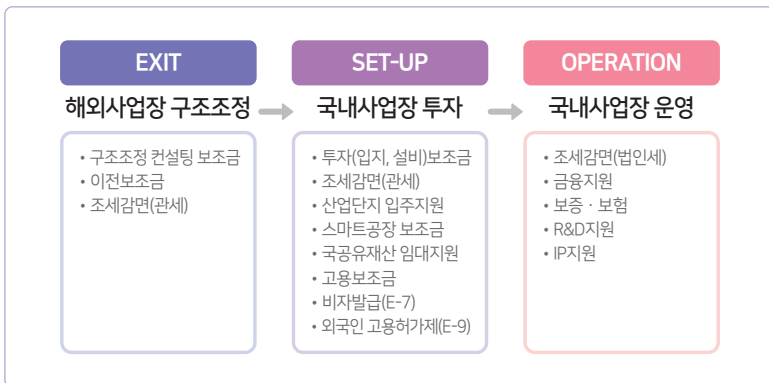 EXIT
해외사업장 구조조정
• 구조조정 컨설팅 보조금
• 이전보조금
• 조세감면(관세)
SET-UP
국내사업장 투자
• 투자(입지, 설비)보조금
• 조세감면(관세)
• 산업단지 입주지원
• 스마트공장 보조금
• 국공유재산 임대지원
• 고용보조금
• 비자발급(E-7)
• 외국인 고용허가제(E-9)
OPERATION
국내사업장 운영
• 조세감면(법인세)
• 금융지원
• 보증 · 보험
• R&D지원
• IP지원